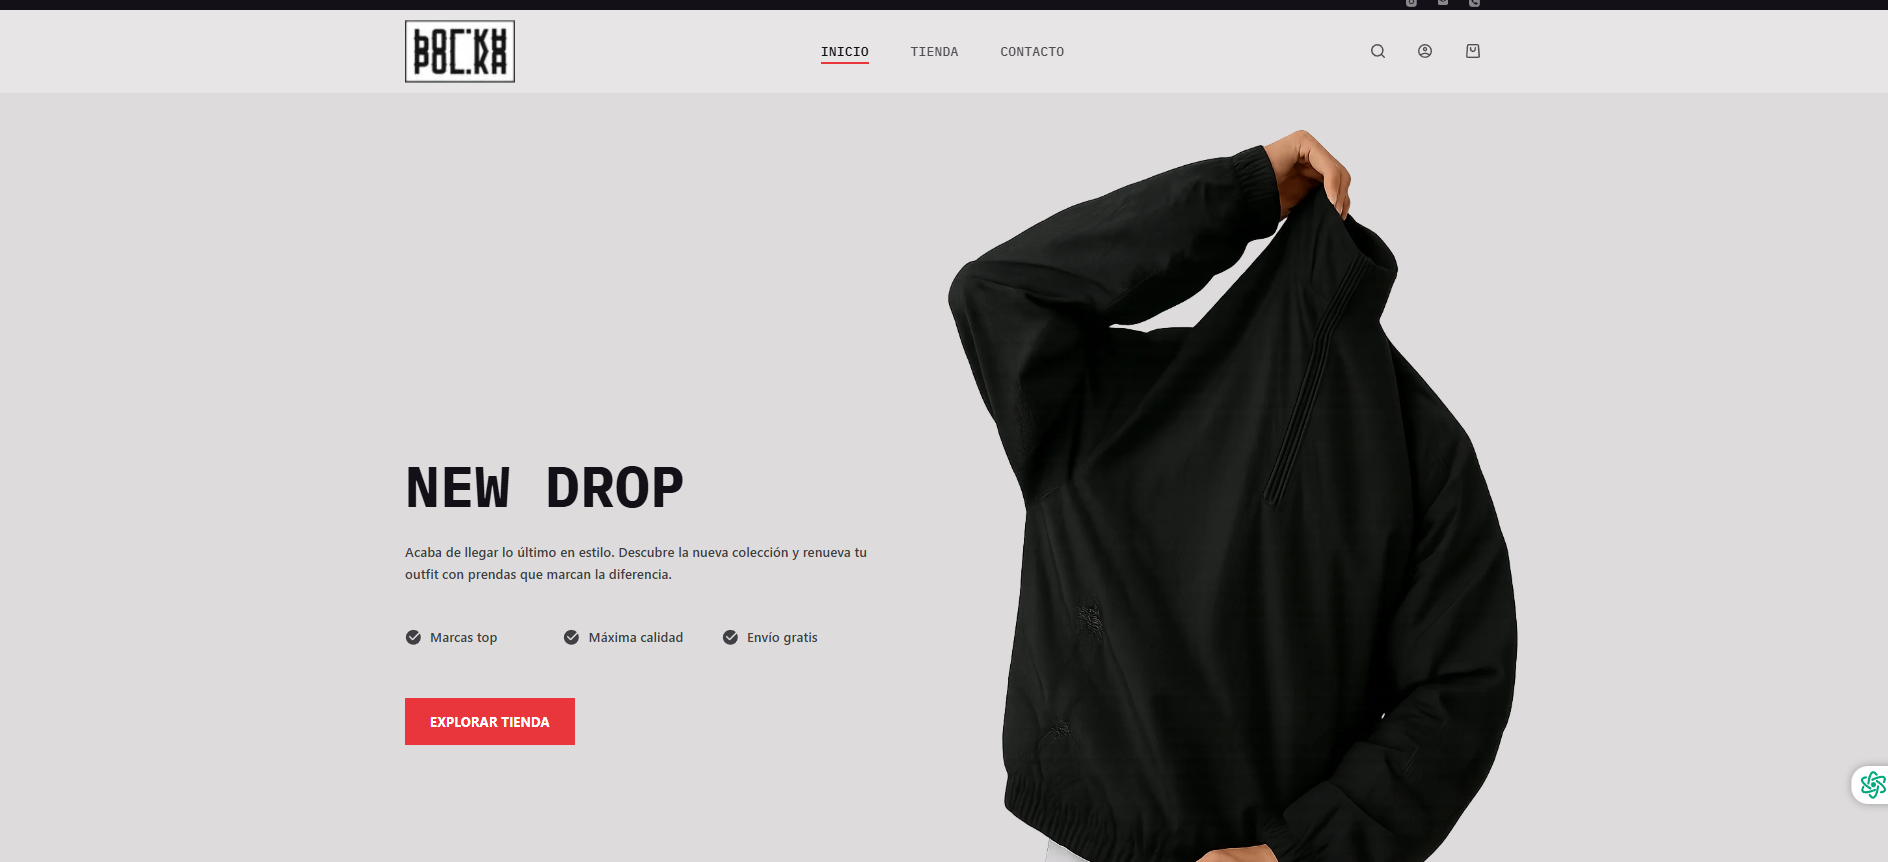 INICIO
TIENDA
CONTACTO
NEW DROP
Acaba de llegar lo último en estilo. Descubre la nueva colección y renueva tu
outfit con prendas que marcan la diferencia.
Marcas top
Máxima calidad
Envío gratis
EXPLORAR TIENDA